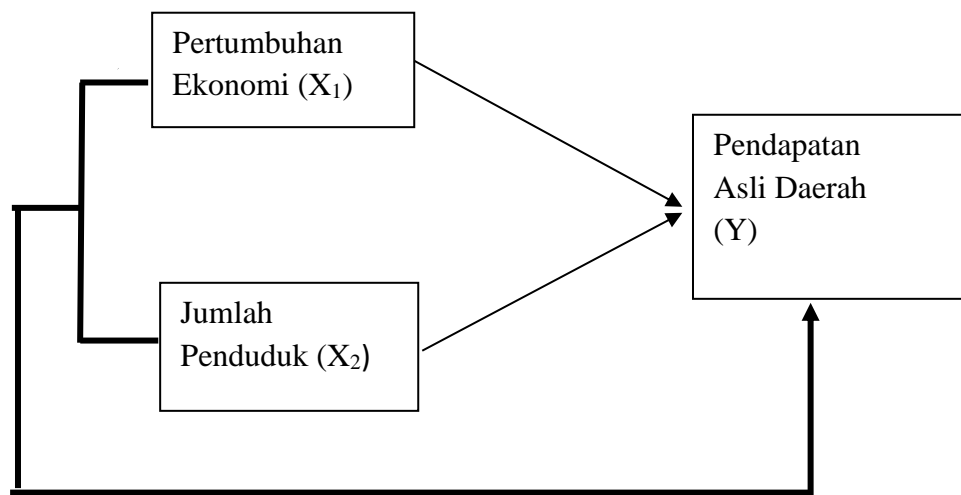 Pertumbuhan
Ekonomi (X₁)
Pendapatan
Asli Daerah
(Y)
Jumlah
Penduduk (X₂)